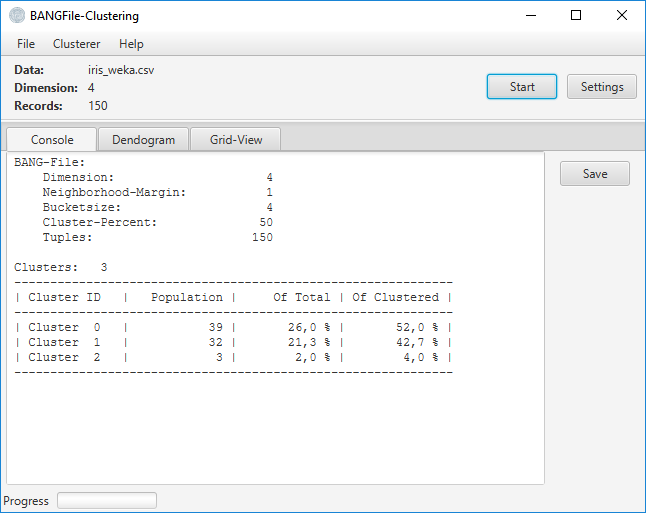 BANGFile-Clustering
File Clusterer Help
Data: iris_weka.csv
Dimension: 4
Records: 150
Start Settings
Console Dendogram Grid-View
Save
BANG-File:
    Dimension:                     4
    Neighborhood-Margin:           1
    Bucketsize:                    4
    Cluster-Percent:              50
    Tuples:                      150
Clusters:   3
-------------------------------------------------------------
| Cluster ID   |   Population |     Of Total | Of Clustered |
-------------------------------------------------------------
| Cluster  0   |           39 |       26,0 % |       52,0 % |
| Cluster  1   |           32 |       21,3 % |       42,7 % |
| Cluster  2   |            3 |        2,0 % |        4,0 % |
-------------------------------------------------------------
Progress